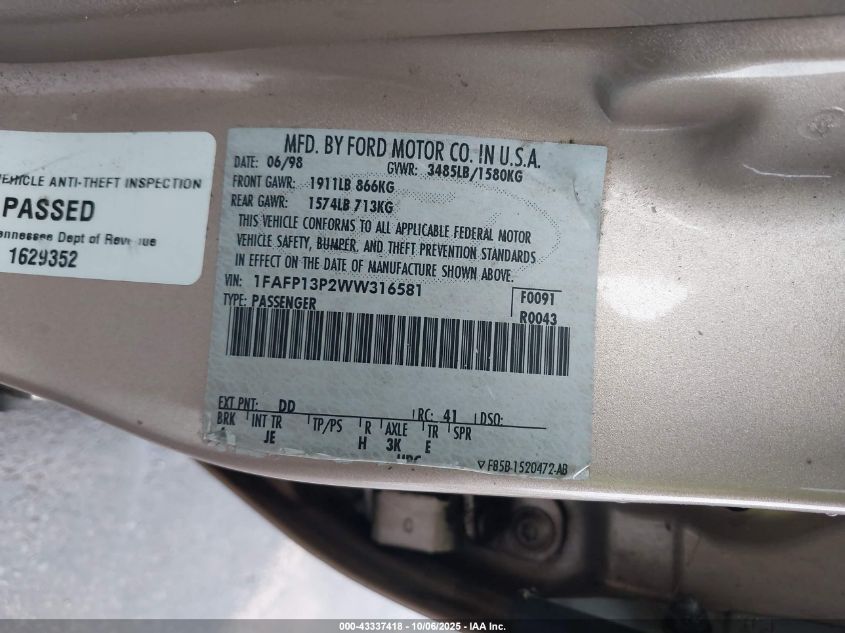 EHICLE ANTI-THEFT INSPECTION
PASSED
ennessee Dept of Revenue
1629352
MFD. BY FORD MOTOR CO. IN U.S.A.
DATE: 06/98 GVWR: 3485LB/1580KG
FRONT GAWR: 1911LB 866KG
REAR GAWR: 1574LB 713KG
THIS VEHICLE CONFORMS TO ALL APPLICABLE FEDERAL MOTOR
VEHICLE SAFETY, BUMPER, AND THEFT PREVENTION STANDARDS
IN EFFECT ON THE DATE OF MANUFACTURE SHOWN ABOVE.
VIN: 1FAFP13P2WW316581 F0091
TYPE: PASSENGER R0043
EXT PNT: DD RC: 41 DSO:
BRK INT TR TP/PS R AXLE TR SPR
JE H 3K E
▽ F85B-1520472-AB
000-43337418 - 10/06/2025 - IAA Inc.